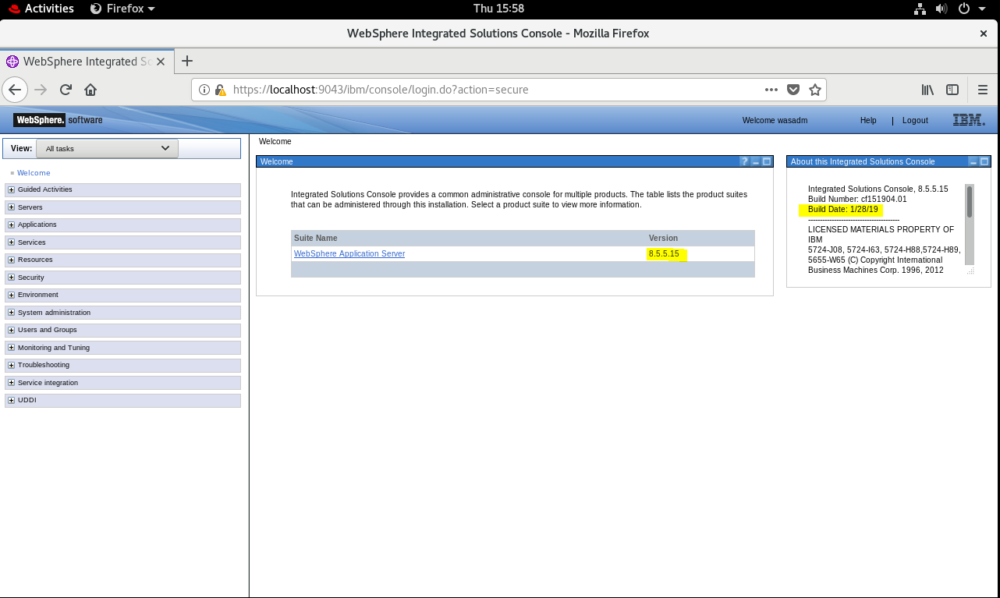 Activities Firefox Thu 15:58
WebSphere Integrated Solutions Console - Mozilla Firefox
WebSphere Integrated
https://localhost:9043/ibm/console/login.do?action=secure
WebSphere. software Welcome wasadm Help | Logout IBM.
View: All tasks
Welcome
Guided Activities
Servers
Applications
Services
Resources
Security
Environment
System administration
Users and Groups
Monitoring and Tuning
Troubleshooting
Service integration
UDDI
Welcome
Welcome
Integrated Solutions Console provides a common administrative console for multiple products. The table lists the product suites
that can be administered through this installation. Select a product suite to view more information.
Suite Name Version
WebSphere Application Server 8.5.5.15
About this Integrated Solutions Console
Integrated Solutions Console, 8.5.5.15
Build Number: cf151904.01
Build Date: 1/28/19
----------------------------------------
LICENSED MATERIALS PROPERTY OF
IBM
5724-J08, 5724-I63, 5724-H88,5724-H89,
5655-W65 (C) Copyright International
Business Machines Corp. 1996, 2012